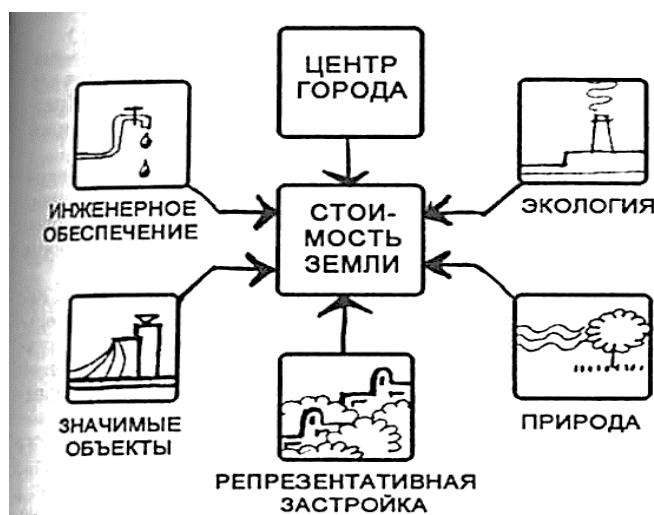 ЦЕНТР
ГОРОДА
ИНЖЕНЕРНОЕ
ОБЕСПЕЧЕНИЕ
СТОИ-
МОСТЬ
ЗЕМЛИ
ЭКОЛОГИЯ
ЗНАЧИМЫЕ
ОБЪЕКТЫ
РЕПРЕЗЕНТАТИВНАЯ
ЗАСТРОЙКА
ПРИРОДА